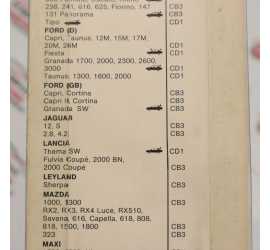 238, 241, 616, 625, Fiorino, 147 CB3
131 Panorama CB3
Tipo CD1
FORD (D)
Capri, Taunus, 12M, 15M, 17M,
20M, 26M CD1
Fiesta CD1
Granada 1700, 2000, 2300, 2600,
3000 CD1
Taunus, 1300, 1600, 2000 CD1
FORD (GB)
Capri, Cortina CB3
Capri II, Cortina CB3
Granada SW CB3
JAGUAR
12, S CB3
2.8, 4.2 CB3
LANCIA
Thema SW CD1
Fulvia Coupé, 2000 BN,
2000 Coupé CB3
LEYLAND
Sherpa CB3
MAZDA
1000, 1300 CB3
RX2, RX3, RX4 Luce, RX510,
Savena, 616, Capella, 618, 808,
818, 1500, 1800 CB3
323 CB3
MAXI